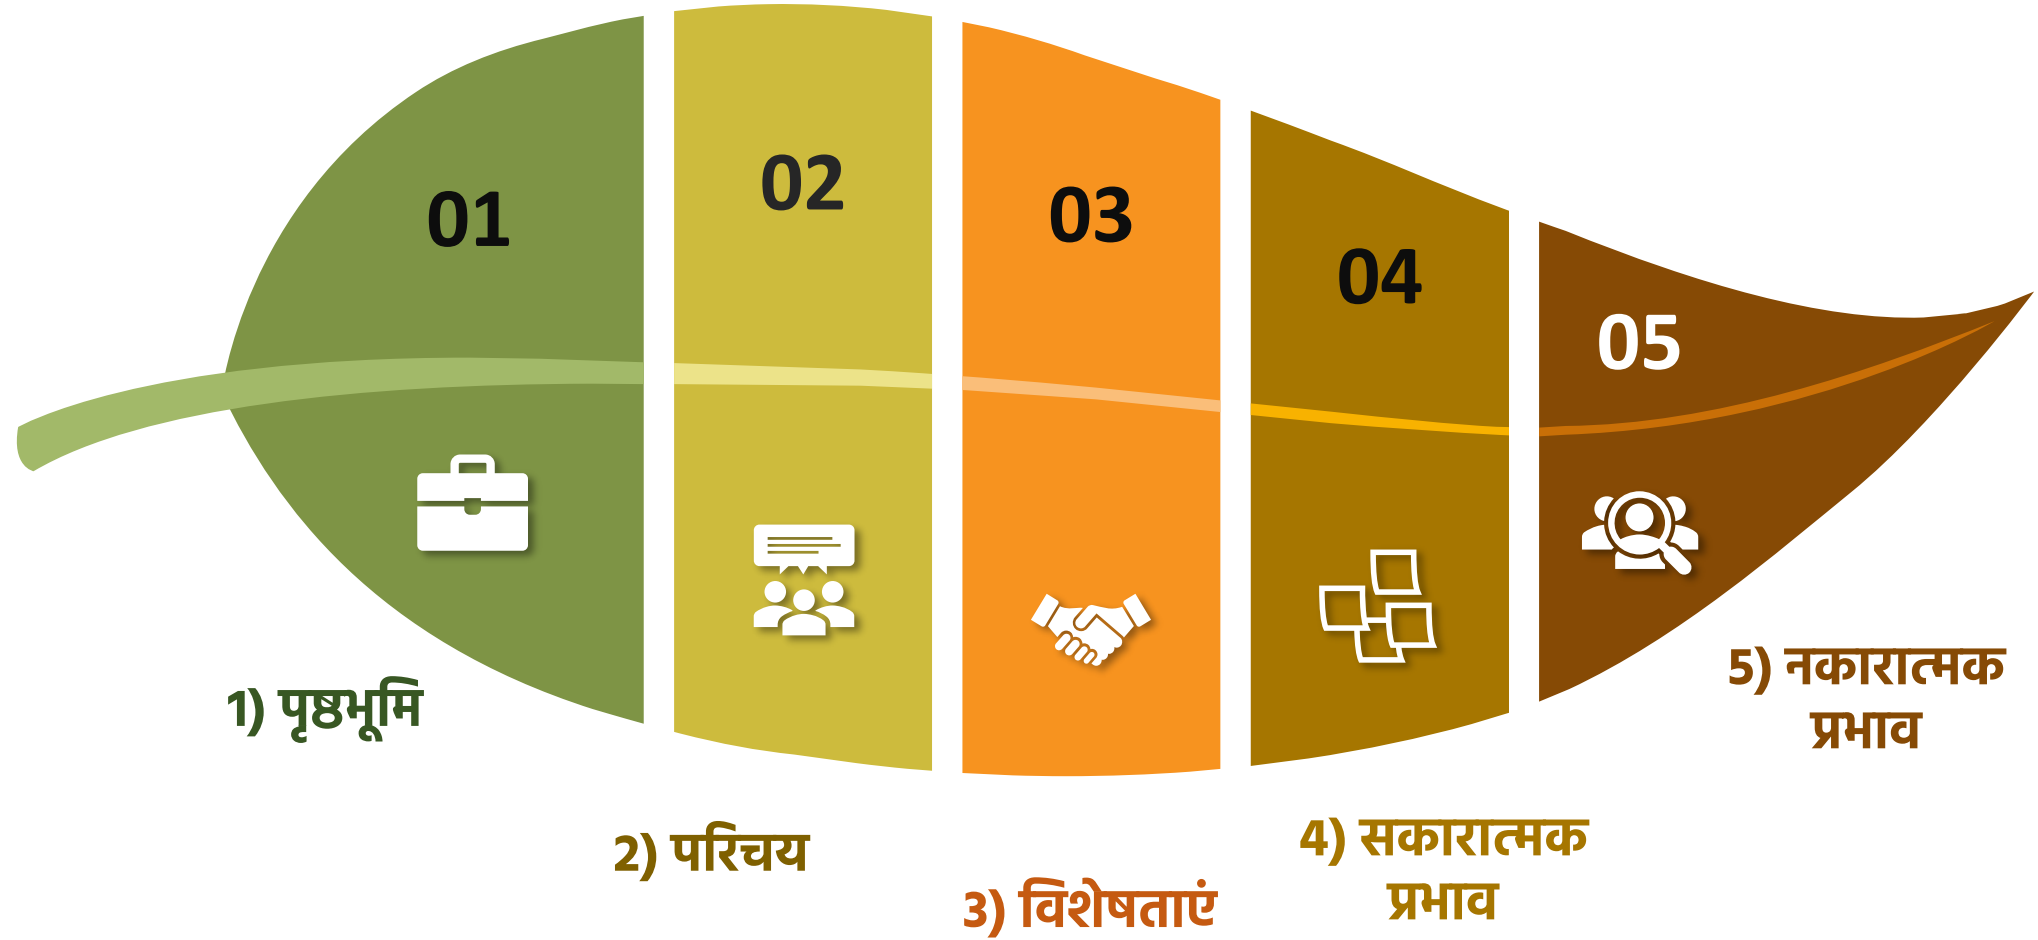 01
02
03
04
05
1) पृष्ठभूमि
2) परिचय
3) विशेषताएं
4) सकारात्मक
प्रभाव
5) नकारात्मक
प्रभाव